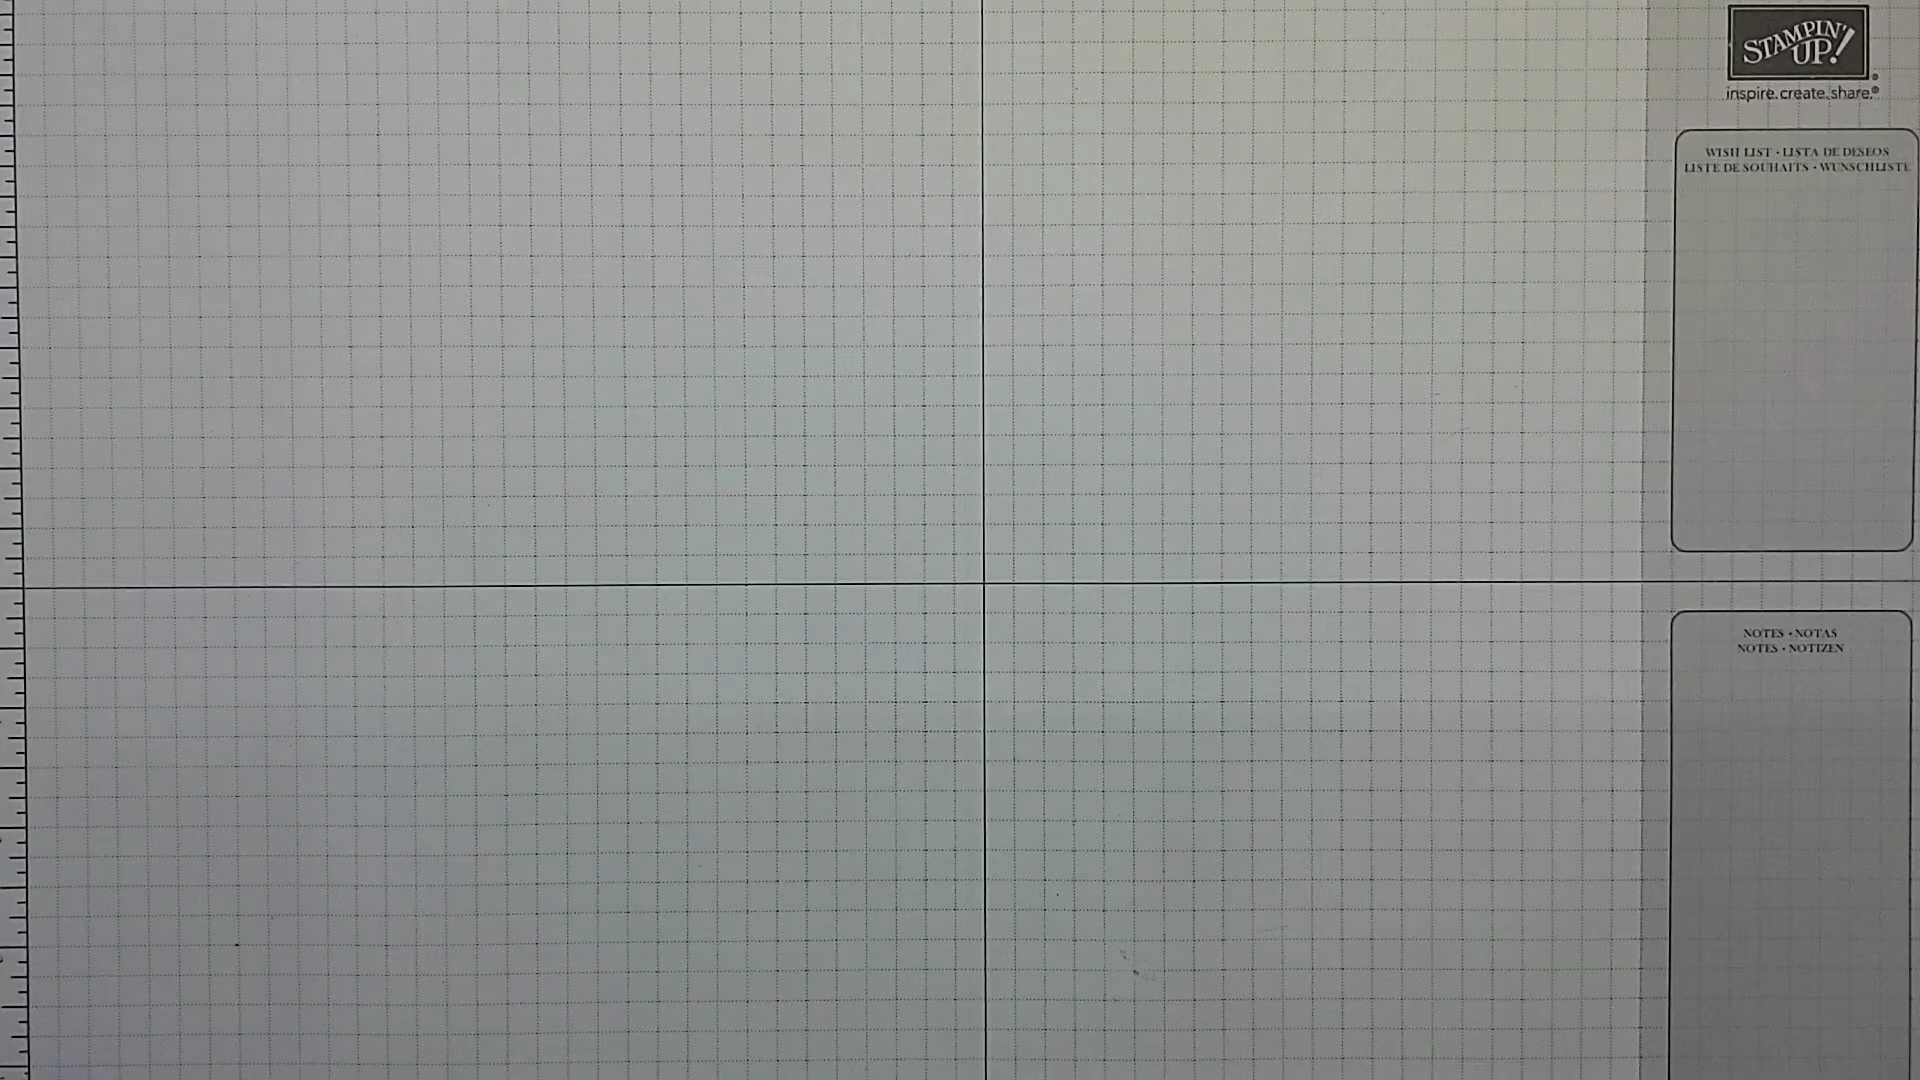 STAMPIN'
UP!
®
inspire.create.share.®
WISH LIST • LISTA DE DESEOS
LISTE DE SOUHAITS • WUNSCHLISTE
NOTES • NOTAS
NOTES • NOTIZEN